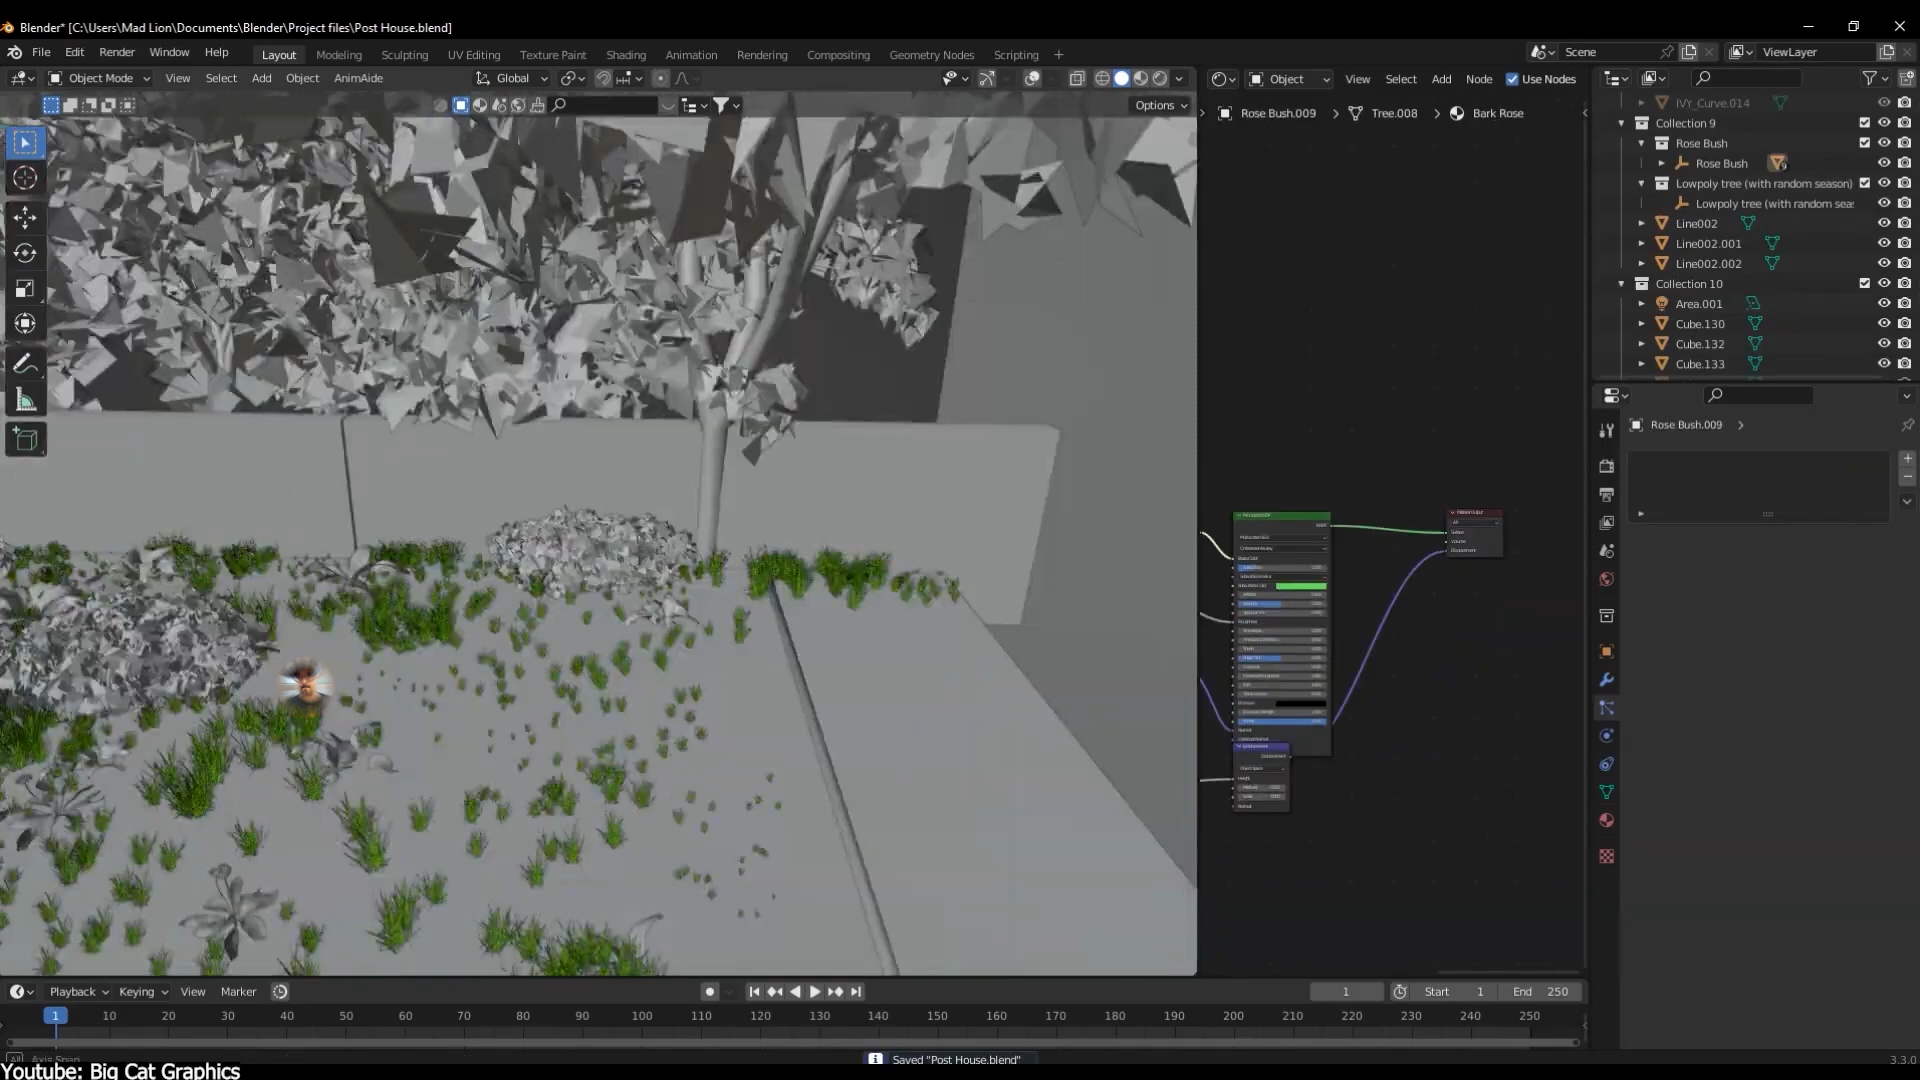 Blender* [C:\Users\Mad Lion\Documents\Blender\Project files\Post House.blend]
File Edit Render Window Help Layout Modeling Sculpting UV Editing Texture Paint Shading Animation Rendering Compositing Geometry Nodes Scripting + Scene ViewLayer
Object Mode View Select Add Object AnimAide Global Object View Select Add Node Use Nodes
Options
Rose Bush.009 > Tree.008 > Bark Rose
IVY_Curve.014
Collection 9
Rose Bush
Rose Bush
Lowpoly tree (with random season)
Lowpoly tree (with random sea
Line002
Line002.001
Line002.002
Collection 10
Area.001
Cube.130
Cube.132
Cube.133
Rose Bush.009 >
Playback Keying View Marker 1 Start 1 End 250
1 10 20 30 40 50 60 70 80 90 100 110 120 130 140 150 160 170 180 190 200 210 220 230 240 250
Axis Snap
Saved "Post House.blend"
3.3.0
Youtube: Big Cat Graphics